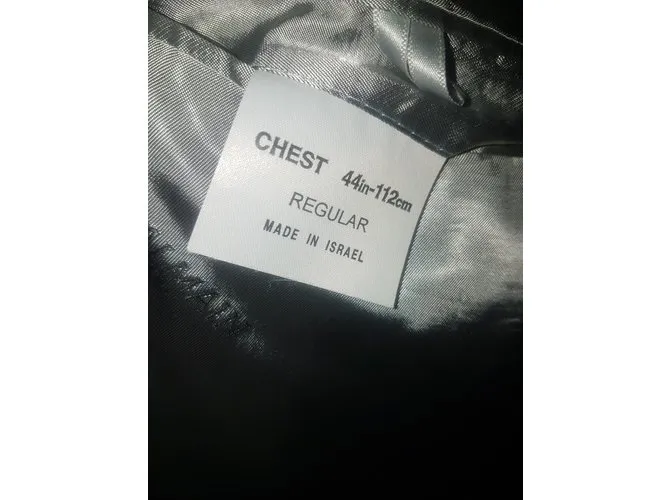 CHEST 44in-112cm
REGULAR
MADE IN ISRAEL